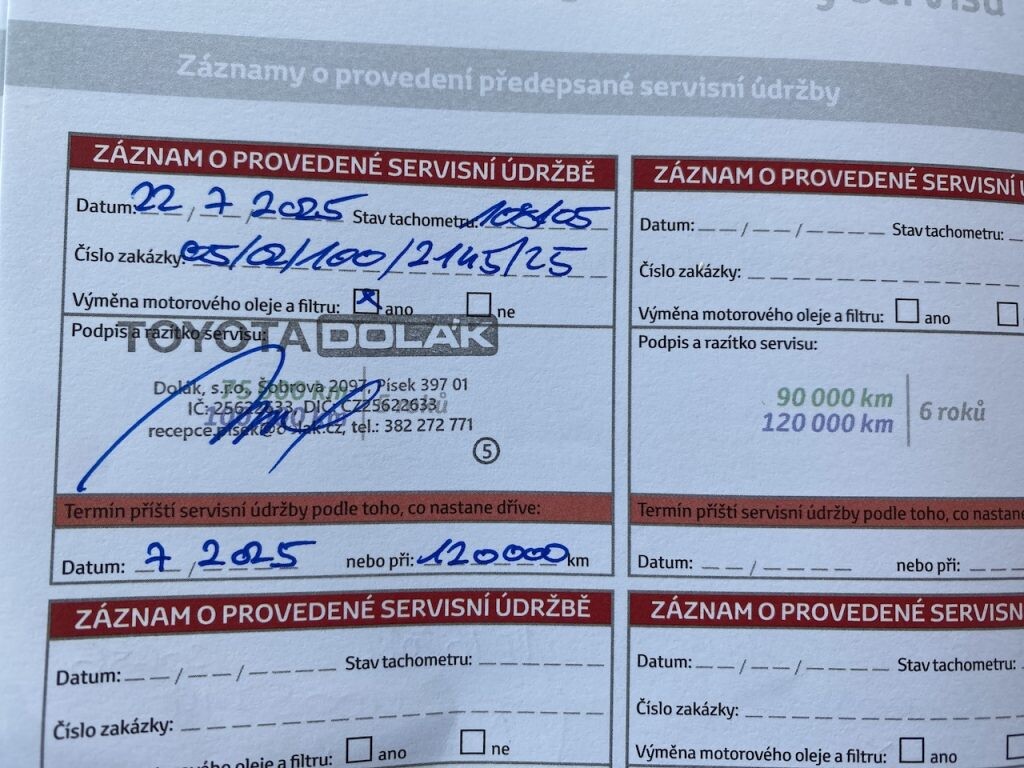 Záznamy o provedení předepsané servisní údržby
ZÁZNAM O PROVEDENÉ SERVISNÍ ÚDRŽBĚ
Datum: 22 / 7 / 2025 Stav tachometru:
Číslo zakázky: 05/02/100/2145/25
Výměna motorového oleje a filtru: x ano ne
Podpis a razítko servisu:
TOYOTA DOLÁK
Dolák, s.r.o., Šobrova 2097, Písek 397 01
75 000 km
IČ: 25622633 DIČ: CZ25622633
5 roků
tel.: 382 272 771
5
Termín příští servisní údržby podle toho, co nastane dříve:
Datum: 7 / 2025 nebo při: 120000 km
ZÁZNAM O PROVEDENÉ SERVISNÍ
Datum: / / Stav tachometru:
Číslo zakázky:
Výměna motorového oleje a filtru: ano
Podpis a razítko servisu:
90 000 km
120 000 km
6 roků
Termín příští servisní údržby podle toho, co nastane
Datum: / nebo při:
ZÁZNAM O PROVEDENÉ SERVISNÍ ÚDRŽBĚ
Datum: / / Stav tachometru:
Číslo zakázky:
motorového oleje a filtru: ano ne
ZÁZNAM O PROVEDENÉ SERVISNÍ
Datum: / / Stav tachometru:
Číslo zakázky:
Výměna motorového oleje a filtru: ano